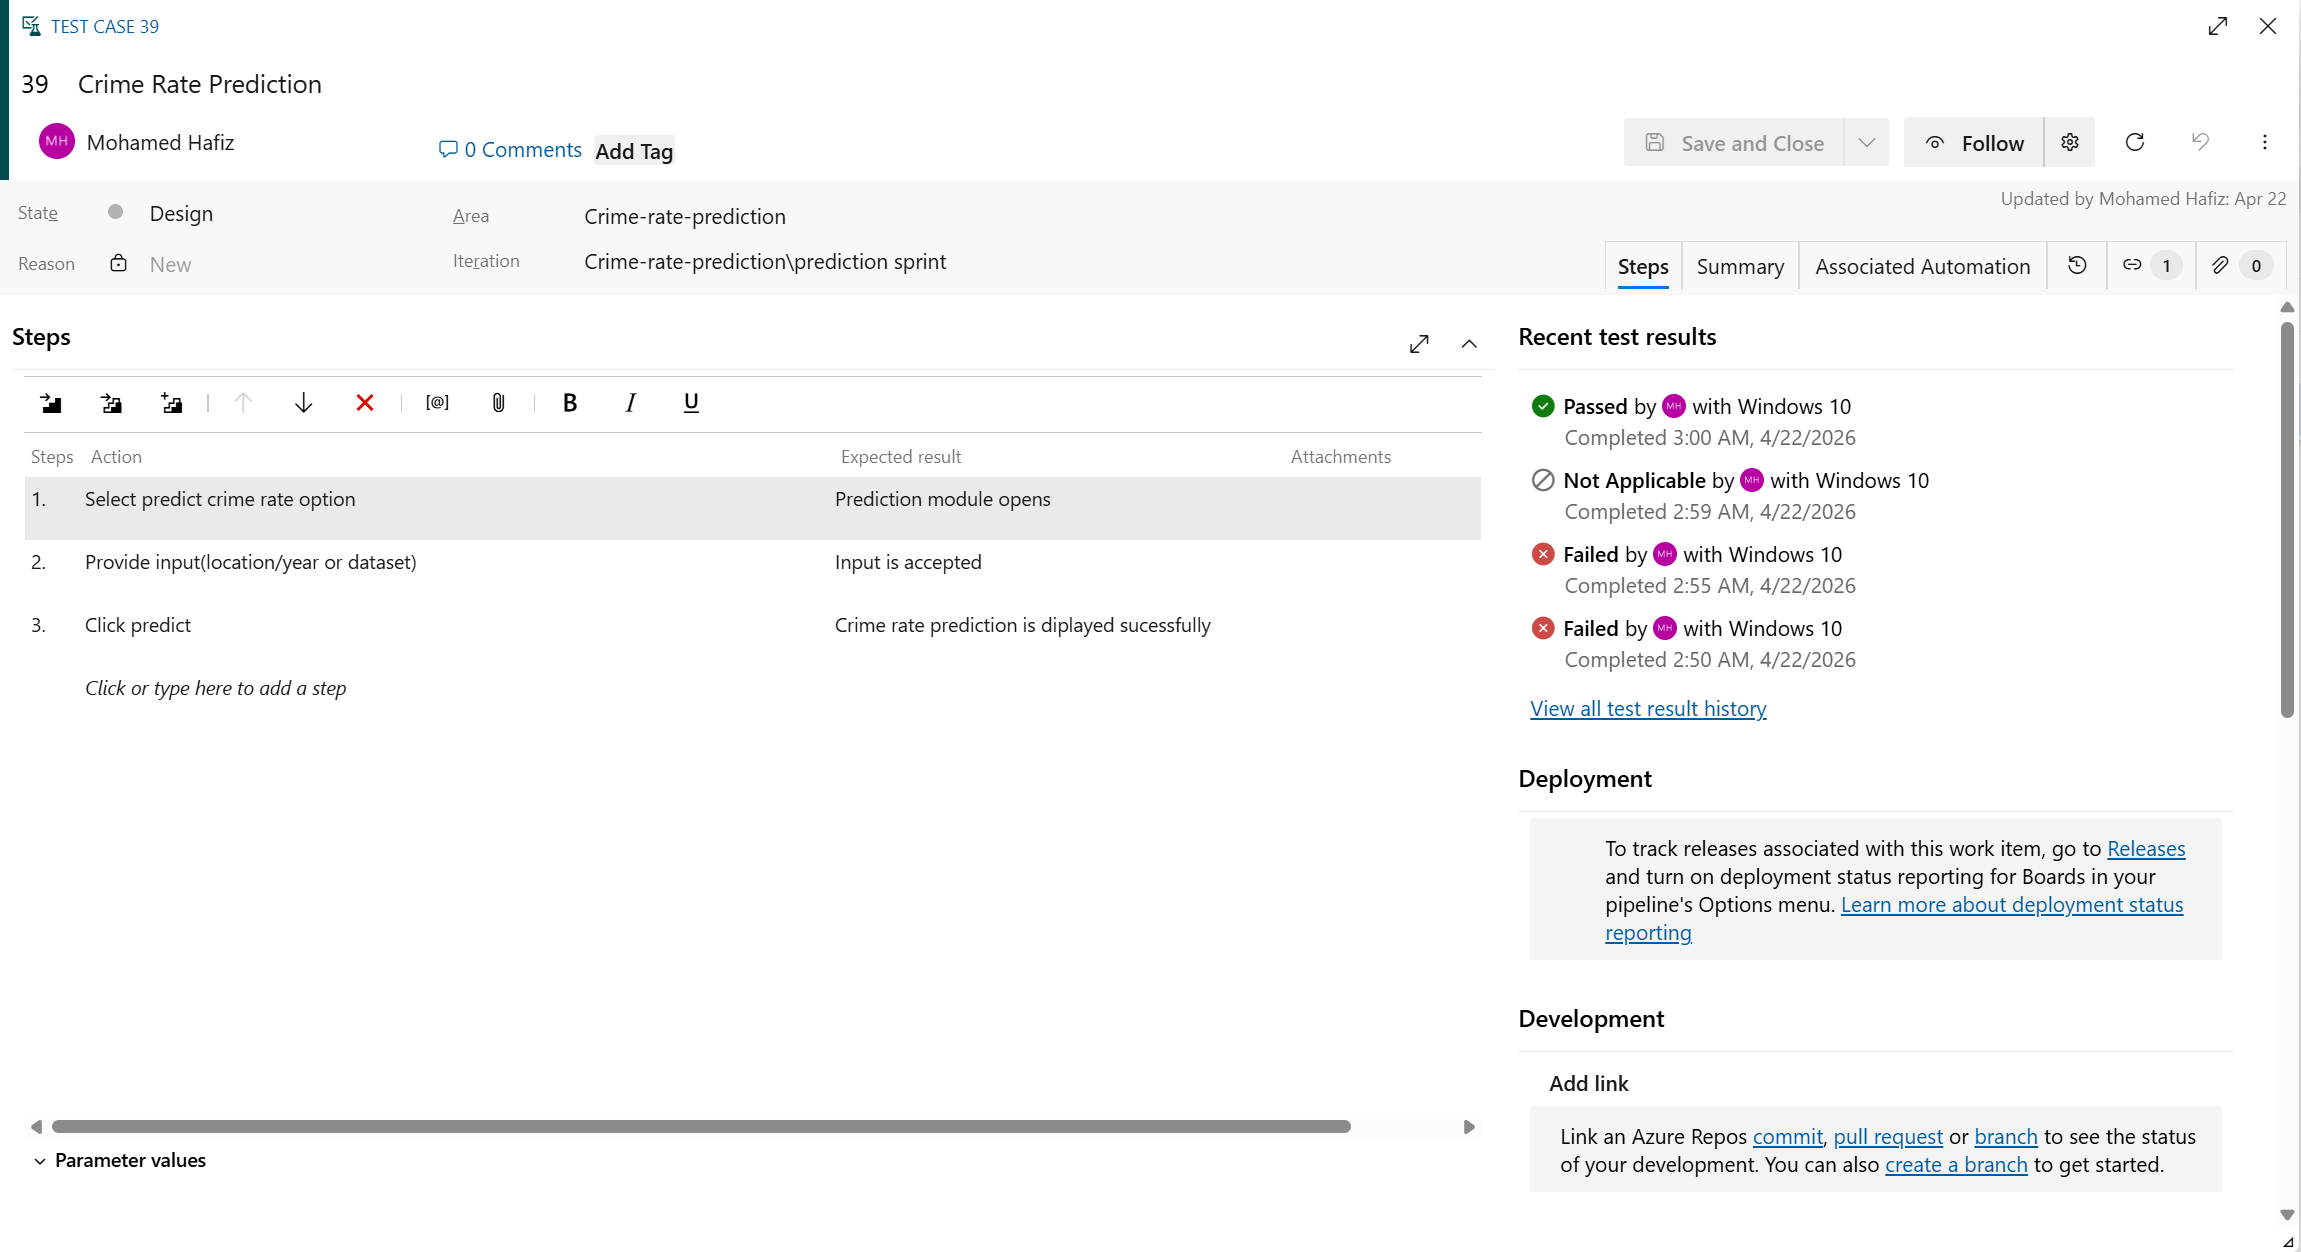 TEST CASE 39
39 Crime Rate Prediction
MH Mohamed Hafiz 0 Comments Add Tag Save and Close Follow
State Design Area Crime-rate-prediction Updated by Mohamed Hafiz: Apr 22
Reason New Iteration Crime-rate-prediction\prediction sprint
Steps Summary Associated Automation 1 0
Steps
[@] B I U
Steps Action Expected result Attachments
1. Select predict crime rate option Prediction module opens
2. Provide input(location/year or dataset) Input is accepted
3. Click predict Crime rate prediction is diplayed sucessfully
Click or type here to add a step
Parameter values
Recent test results
Passed by MH with Windows 10
Completed 3:00 AM, 4/22/2026
Not Applicable by MH with Windows 10
Completed 2:59 AM, 4/22/2026
Failed by MH with Windows 10
Completed 2:55 AM, 4/22/2026
Failed by MH with Windows 10
Completed 2:50 AM, 4/22/2026
View all test result history
Deployment
To track releases associated with this work item, go to Releases
and turn on deployment status reporting for Boards in your
pipeline's Options menu. Learn more about deployment status
reporting
Development
Add link
Link an Azure Repos commit, pull request or branch to see the status
of your development. You can also create a branch to get started.